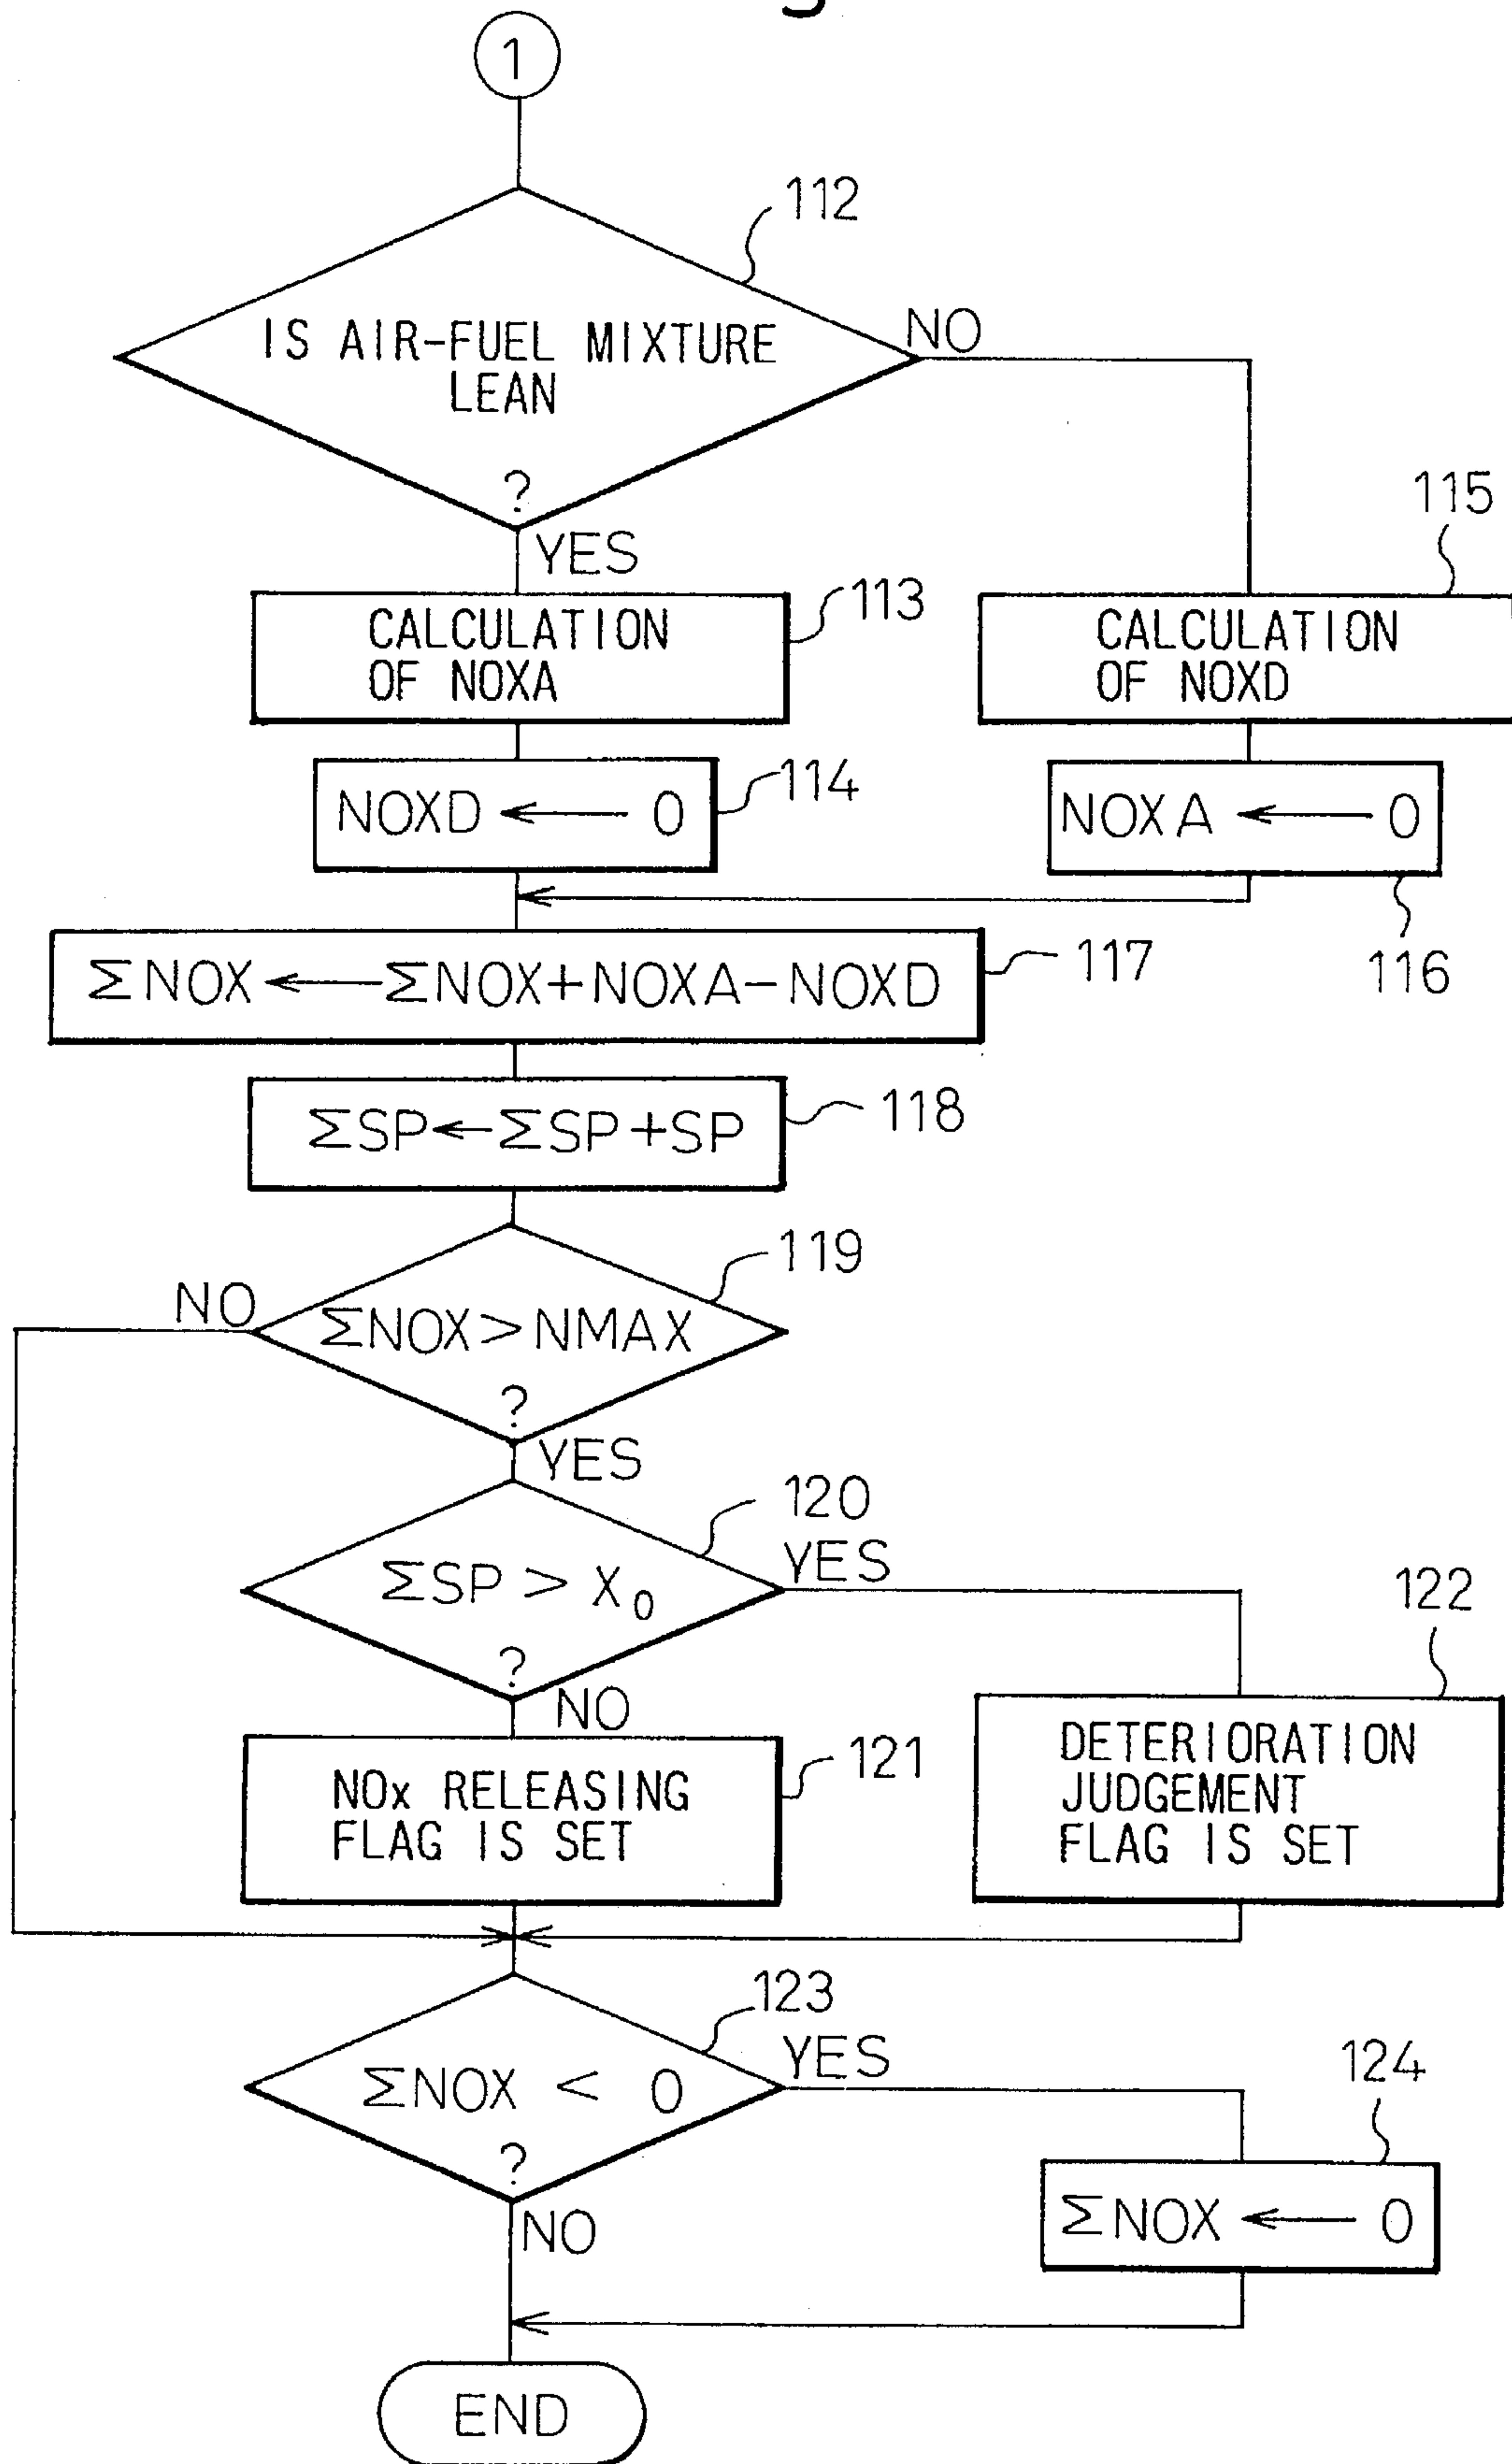 1
112
IS AIR-FUEL MIXTURE
LEAN
?
NO
YES
113
CALCULATION
OF NOXA
115
CALCULATION
OF NOXD
114
NOXD ← 0
NOXA ← 0
116
117
ΣNOX ← ΣNOX+NOXA-NOXD
118
ΣSP ← ΣSP+SP
119
NO
ΣNOX > NMAX
?
YES
120
ΣSP > X₀
?
YES
NO
122
121
NOx RELEASING
FLAG IS SET
DETERIORATION
JUDGEMENT
FLAG IS SET
123
ΣNOX < 0
?
YES
NO
124
ΣNOX ← 0
END